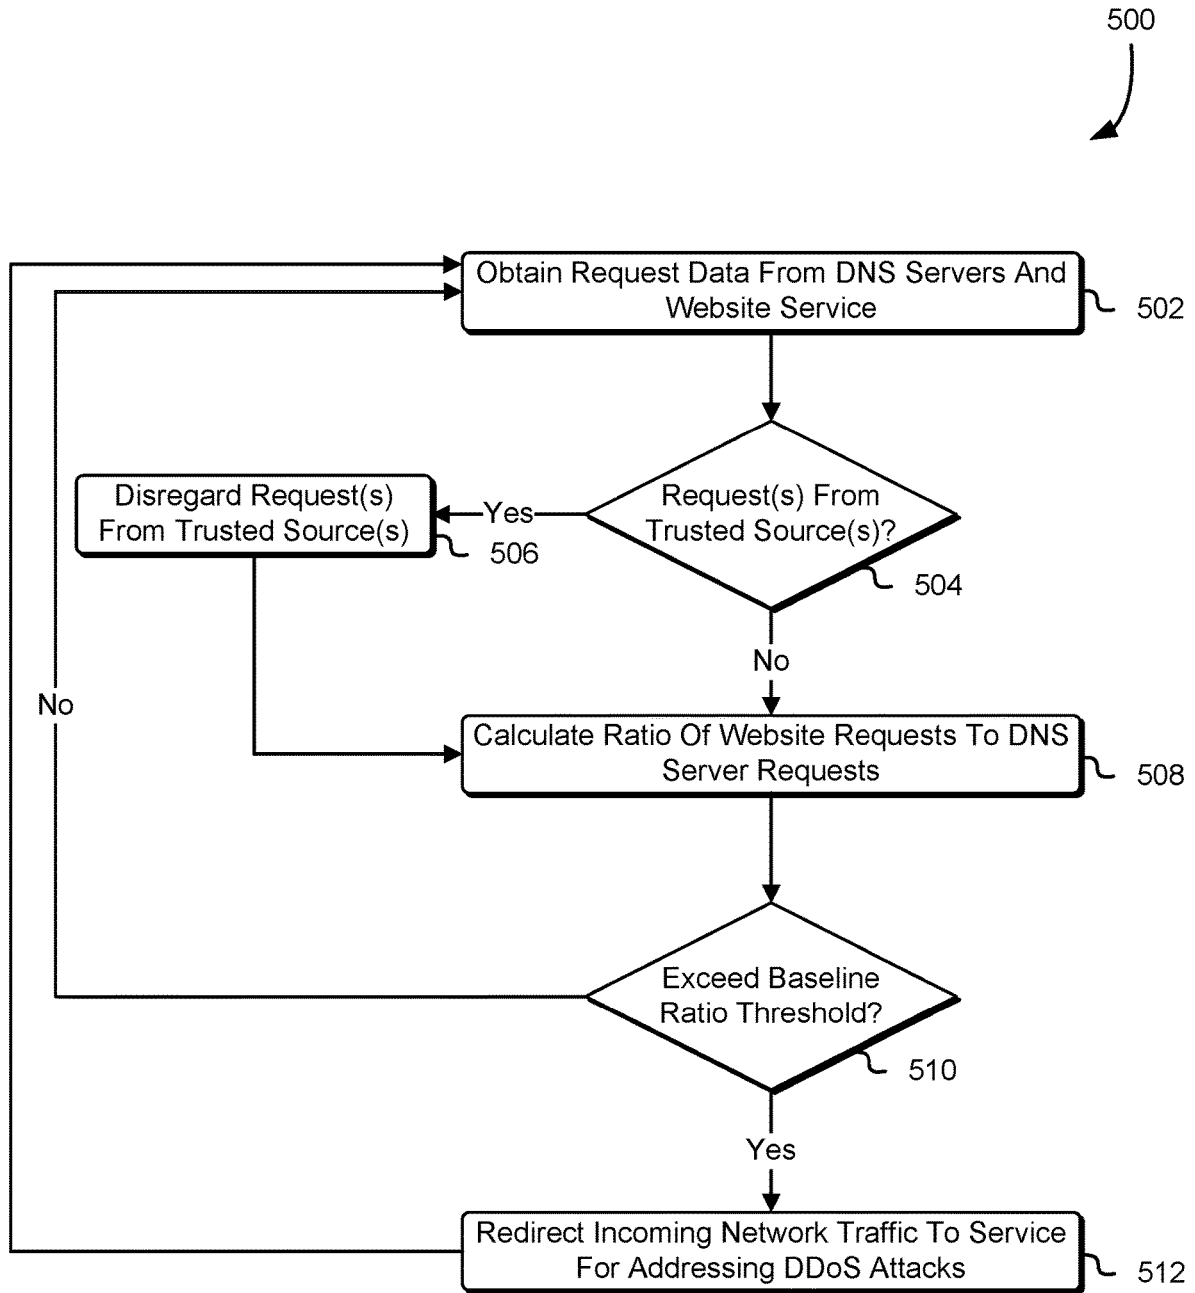 500
Obtain Request Data From DNS Servers And
Website Service
502
Request(s) From
Trusted Source(s)?
504
Yes
Disregard Request(s)
From Trusted Source(s)
506
No
Calculate Ratio Of Website Requests To DNS
Server Requests
508
Exceed Baseline
Ratio Threshold?
510
No
Yes
Redirect Incoming Network Traffic To Service
For Addressing DDoS Attacks
512